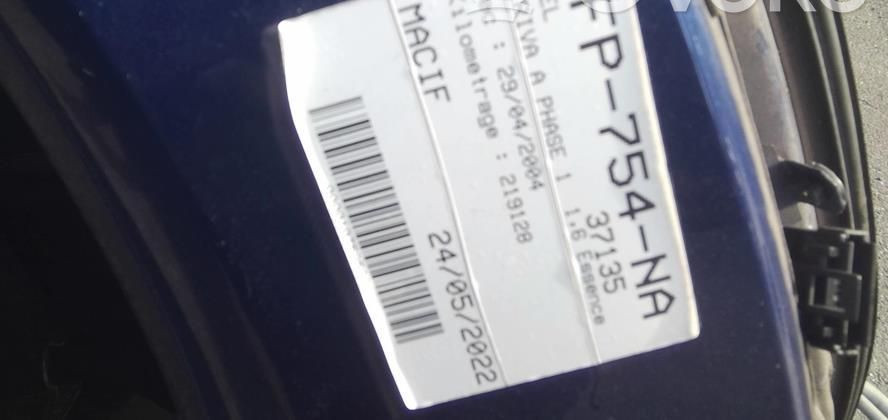 FP-754-NA
37135
IVA A PHASE 1 1.6 Essence
: 29/04/2004
kilometrage : 219128
MACIF 24/05/2022